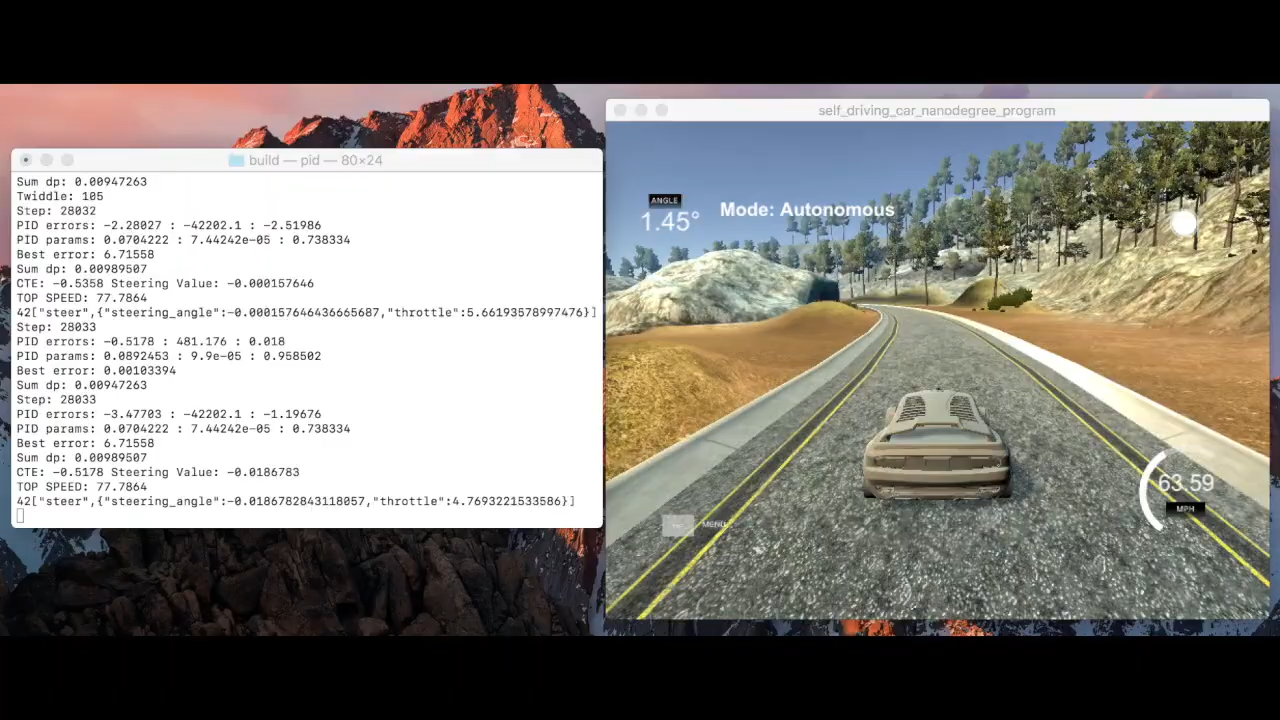 build — pid — 80×24
Sum dp: 0.00947263
Twiddle: 105
Step: 28032
PID errors: -2.28027 : -42202.1 : -2.51986
PID params: 0.0704222 : 7.44242e-05 : 0.738334
Best error: 6.71558
Sum dp: 0.00989507
CTE: -0.5358 Steering Value: -0.000157646
TOP SPEED: 77.7864
42["steer",{"steering_angle":-0.000157646436665687,"throttle":5.66193578997476}]
Step: 28033
PID errors: -0.5178 : 481.176 : 0.018
PID params: 0.0892453 : 9.9e-05 : 0.958502
Best error: 0.00103394
Sum dp: 0.00947263
Step: 28033
PID errors: -3.47703 : -42202.1 : -1.19676
PID params: 0.0704222 : 7.44242e-05 : 0.738334
Best error: 6.71558
Sum dp: 0.00989507
CTE: -0.5178 Steering Value: -0.0186783
TOP SPEED: 77.7864
42["steer",{"steering_angle":-0.0186782843118057,"throttle":4.7693221533586}]
self_driving_car_nanodegree_program
ANGLE
1.45°
Mode: Autonomous
63.59
MPH
MENU